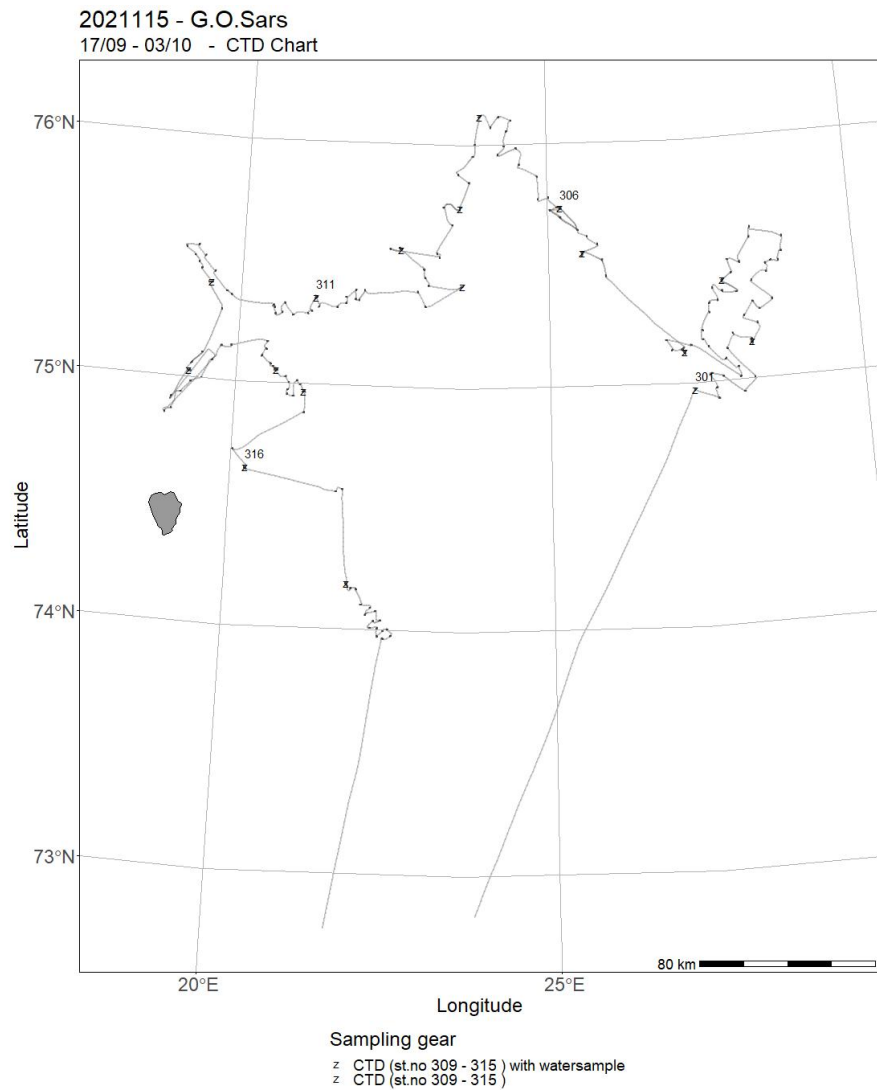 2021115 - G.O.Sars
17/09 - 03/10 - CTD Chart
76°N
306
311
75°N
301
316
Latitude
74°N
73°N
80 km
20°E
25°E
Longitude
Sampling gear
z CTD (st.no 309 - 315 ) with watersample
z CTD (st.no 309 - 315 )